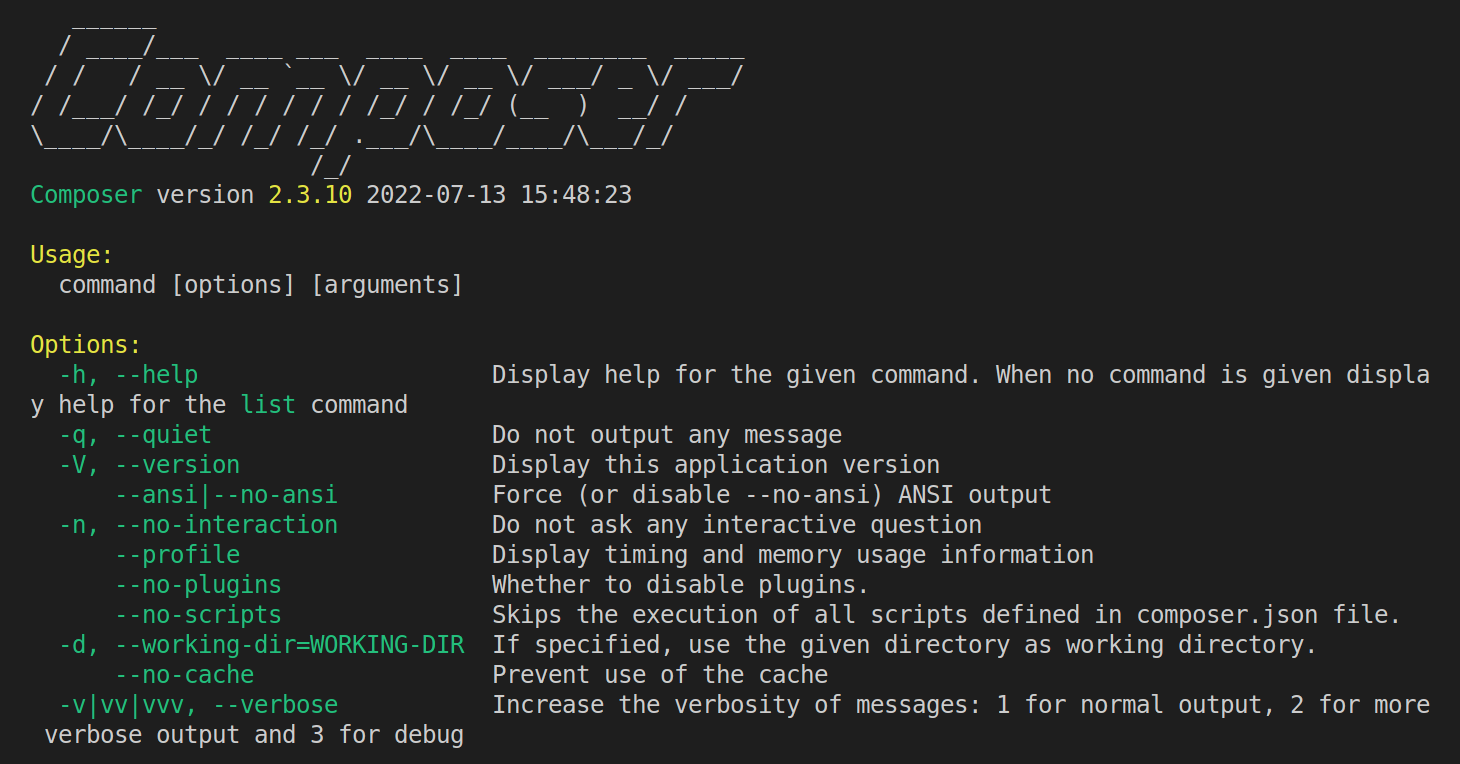 ______
  / ____/___  ____ ___  ____  ____  ________  _____
 / /   / __ \/ __ `__ \/ __ \/ __ \/ ___/ _ \/ ___/
/ /___/ /_/ / / / / / / /_/ / /_/ (__  )  __/ /
\____/\____/_/ /_/ /_/ .___/\____/____/\___/_/
                    /_/
Composer version 2.3.10 2022-07-13 15:48:23

Usage:
  command [options] [arguments]

Options:
  -h, --help                     Display help for the given command. When no command is given displa
y help for the list command
  -q, --quiet                    Do not output any message
  -V, --version                  Display this application version
      --ansi|--no-ansi           Force (or disable --no-ansi) ANSI output
  -n, --no-interaction           Do not ask any interactive question
      --profile                  Display timing and memory usage information
      --no-plugins               Whether to disable plugins.
      --no-scripts               Skips the execution of all scripts defined in composer.json file.
  -d, --working-dir=WORKING-DIR  If specified, use the given directory as working directory.
      --no-cache                 Prevent use of the cache
  -v|vv|vvv, --verbose           Increase the verbosity of messages: 1 for normal output, 2 for more
 verbose output and 3 for debug